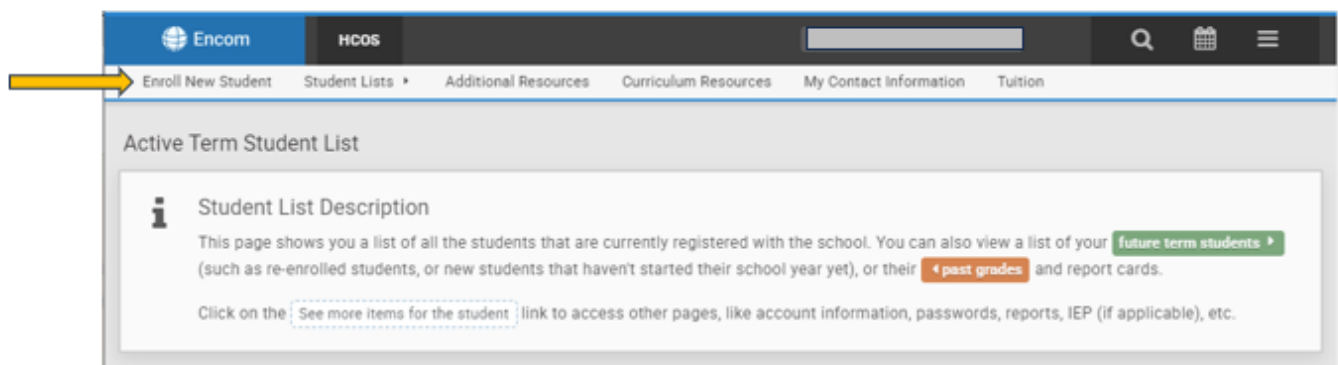 Encom HCOS
Enroll New Student Student Lists Additional Resources Curriculum Resources My Contact Information Tuition
Active Term Student List
Student List Description
This page shows you a list of all the students that are currently registered with the school. You can also view a list of your future term students
(such as re-enrolled students, or new students that haven't started their school year yet), or their past grades and report cards.
Click on the See more items for the student link to access other pages, like account information, passwords, reports, IEP (if applicable), etc.